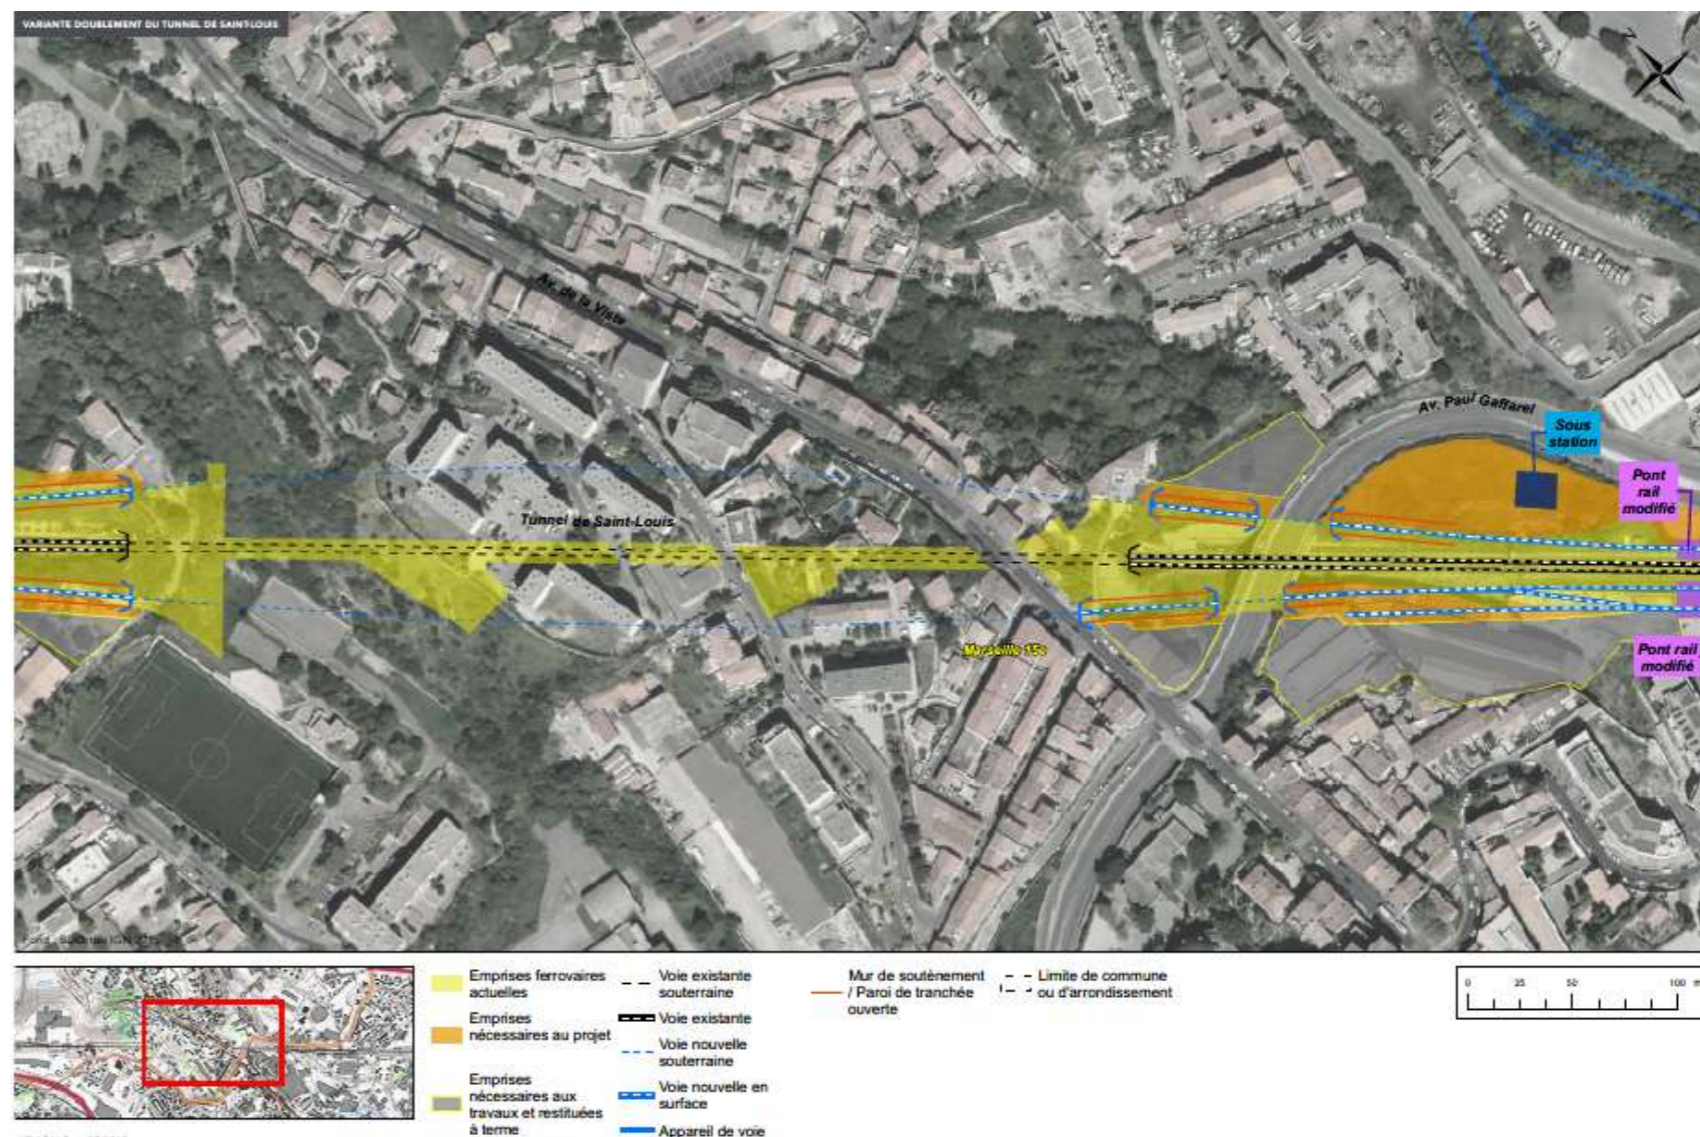 VARIANTE DOUBLEMENT DU TUNNEL DE SAINT-LOUIS
N
Av. de la Viste
Av. Paul Gaffarel
Sous
station
Pont
rail
modifié
Tunnel de Saint-Louis
Marseille 15e
Pont rail
modifié
Emprises ferrovaires
actuelles
Emprises
nécessaires au projet
Emprises
nécessaires aux
travaux et restituées
à terme
Voie existante
souterraine
Voie existante
Voie nouvelle
souterraine
Voie nouvelle en
surface
Appareil de voie
Mur de soutènement
/ Paroi de tranchée
ouverte
Limite de commune
ou d'arrondissement
0 25 50 100 m